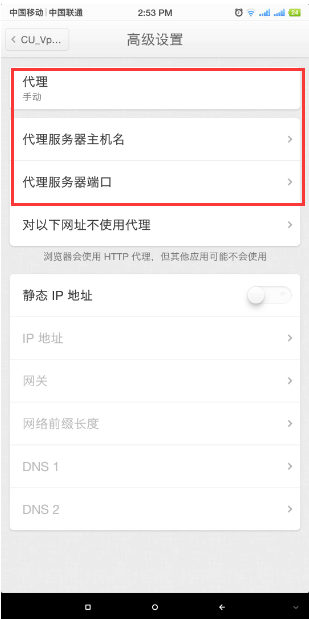 中国移动 | 中国联通
2:53 PM
24
CU_Vp...
高级设置
代理
手动
代理服务器主机名
代理服务器端口
对以下网址不使用代理
浏览器会使用 HTTP 代理，但其他应用可能不会使用
静态 IP 地址
IP 地址
网关
网络前缀长度
DNS 1
DNS 2